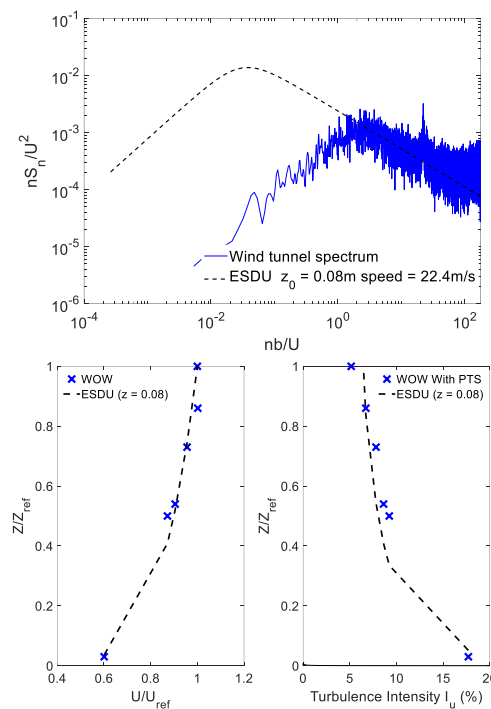 10^-1
10^-2
10^-3
10^-4
10^-5
10^-6
nS_n/U^2
Wind tunnel spectrum
ESDU z_0 = 0.08m speed = 22.4m/s
10^-4 10^-2 10^0 10^2
nb/U
1
0.8
0.6
0.4
0.2
0
Z/Z_ref
WOW
ESDU (z = 0.08)
0.4 0.6 0.8 1 1.2
U/U_ref
1
0.8
0.6
0.4
0.2
0
Z/Z_ref
WOW With PTS
ESDU (z = 0.08)
0 5 10 15 20
Turbulence Intensity I_u (%)